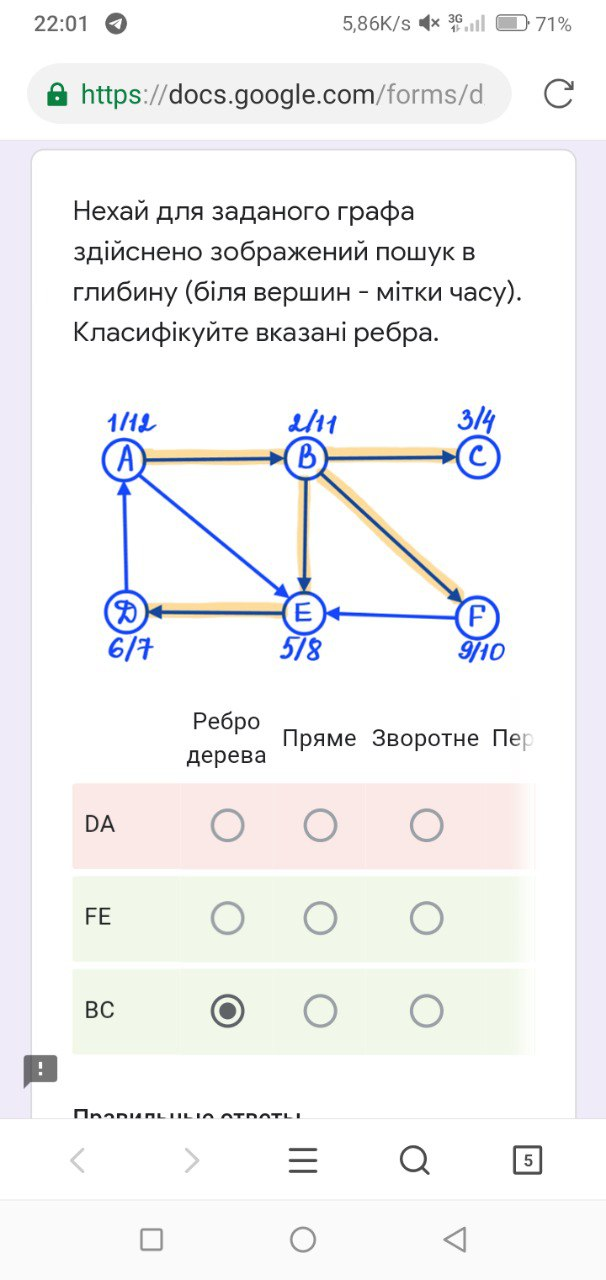 22:01 5,86K/s 3G 71%
https://docs.google.com/forms/d
Нехай для заданого графа
здійснено зображений пошук в
глибину (біля вершин - мітки часу).
Класифікуйте вказані ребра.
1/12 2/11 3/4
A B C
D E F
6/7 5/8 9/10
Ребро
дерева Пряме Зворотне Пер
DA
FE
BC
!
Правильные ответы
5